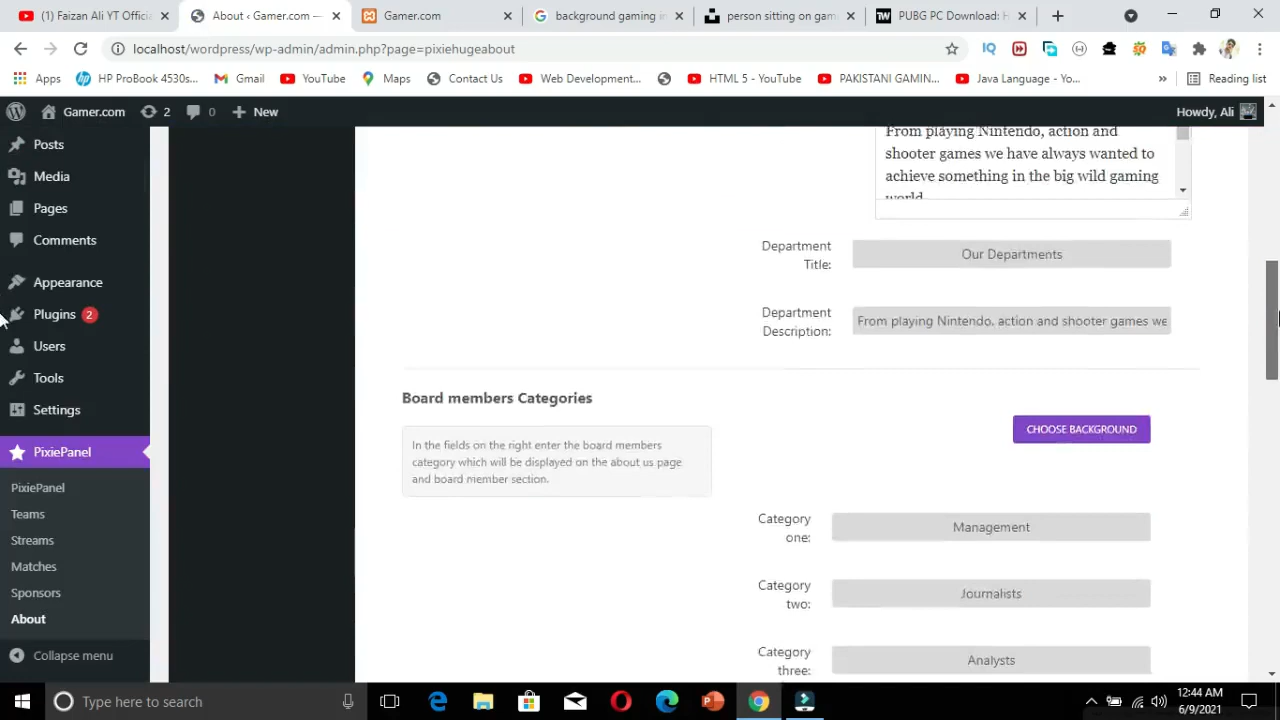 (1) Faizan Ali YT Offici
About ‹ Gamer.com —
Gamer.com
background gaming i
person sitting on gam
PUBG PC Download: H
localhost/wordpress/wp-admin/admin.php?page=pixiehugeabout
Apps
HP ProBook 4530s...
Gmail
YouTube
Maps
Contact Us
Web Development...
HTML 5 - YouTube
PAKISTANI GAMIN...
Java Language - Yo...
»
Reading list
Gamer.com
2
0
+ New
Howdy, Ali
Posts
Media
Pages
Comments
Appearance
Plugins 2
Users
Tools
Settings
PixiePanel
PixiePanel
Teams
Streams
Matches
Sponsors
About
Collapse menu
From playing Nintendo, action and
shooter games we have always wanted to
achieve something in the big wild gaming
world
Department
Title:
Our Departments
Department
Description:
From playing Nintendo, action and shooter games we
Board members Categories
In the fields on the right enter the board members
category which will be displayed on the about us page
and board member section.
CHOOSE BACKGROUND
Category
one:
Management
Category
two:
Journalists
Category
three:
Analysts
Type here to search
12:44 AM
6/9/2021